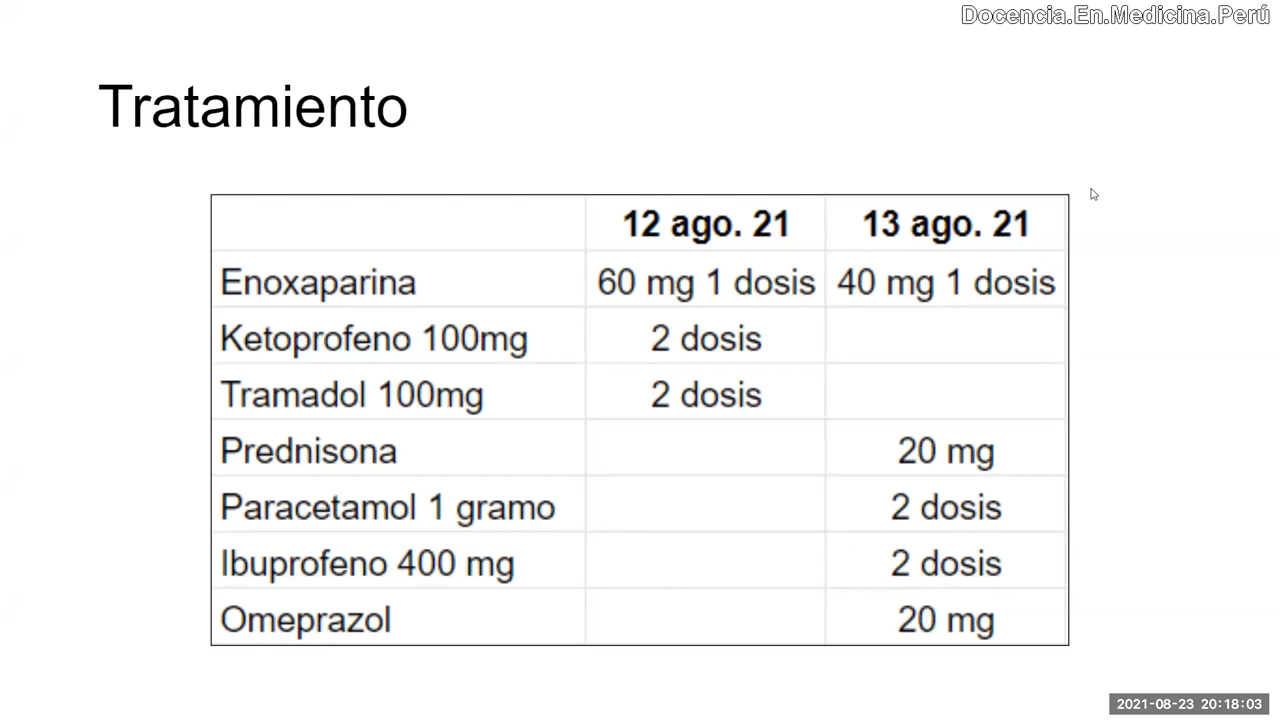 Docencia.En.Medicina.Perú
Tratamiento
12 ago. 21 13 ago. 21
Enoxaparina 60 mg 1 dosis 40 mg 1 dosis
Ketoprofeno 100mg 2 dosis
Tramadol 100mg 2 dosis
Prednisona 20 mg
Paracetamol 1 gramo 2 dosis
Ibuprofeno 400 mg 2 dosis
Omeprazol 20 mg
2021-08-23 20:18:03